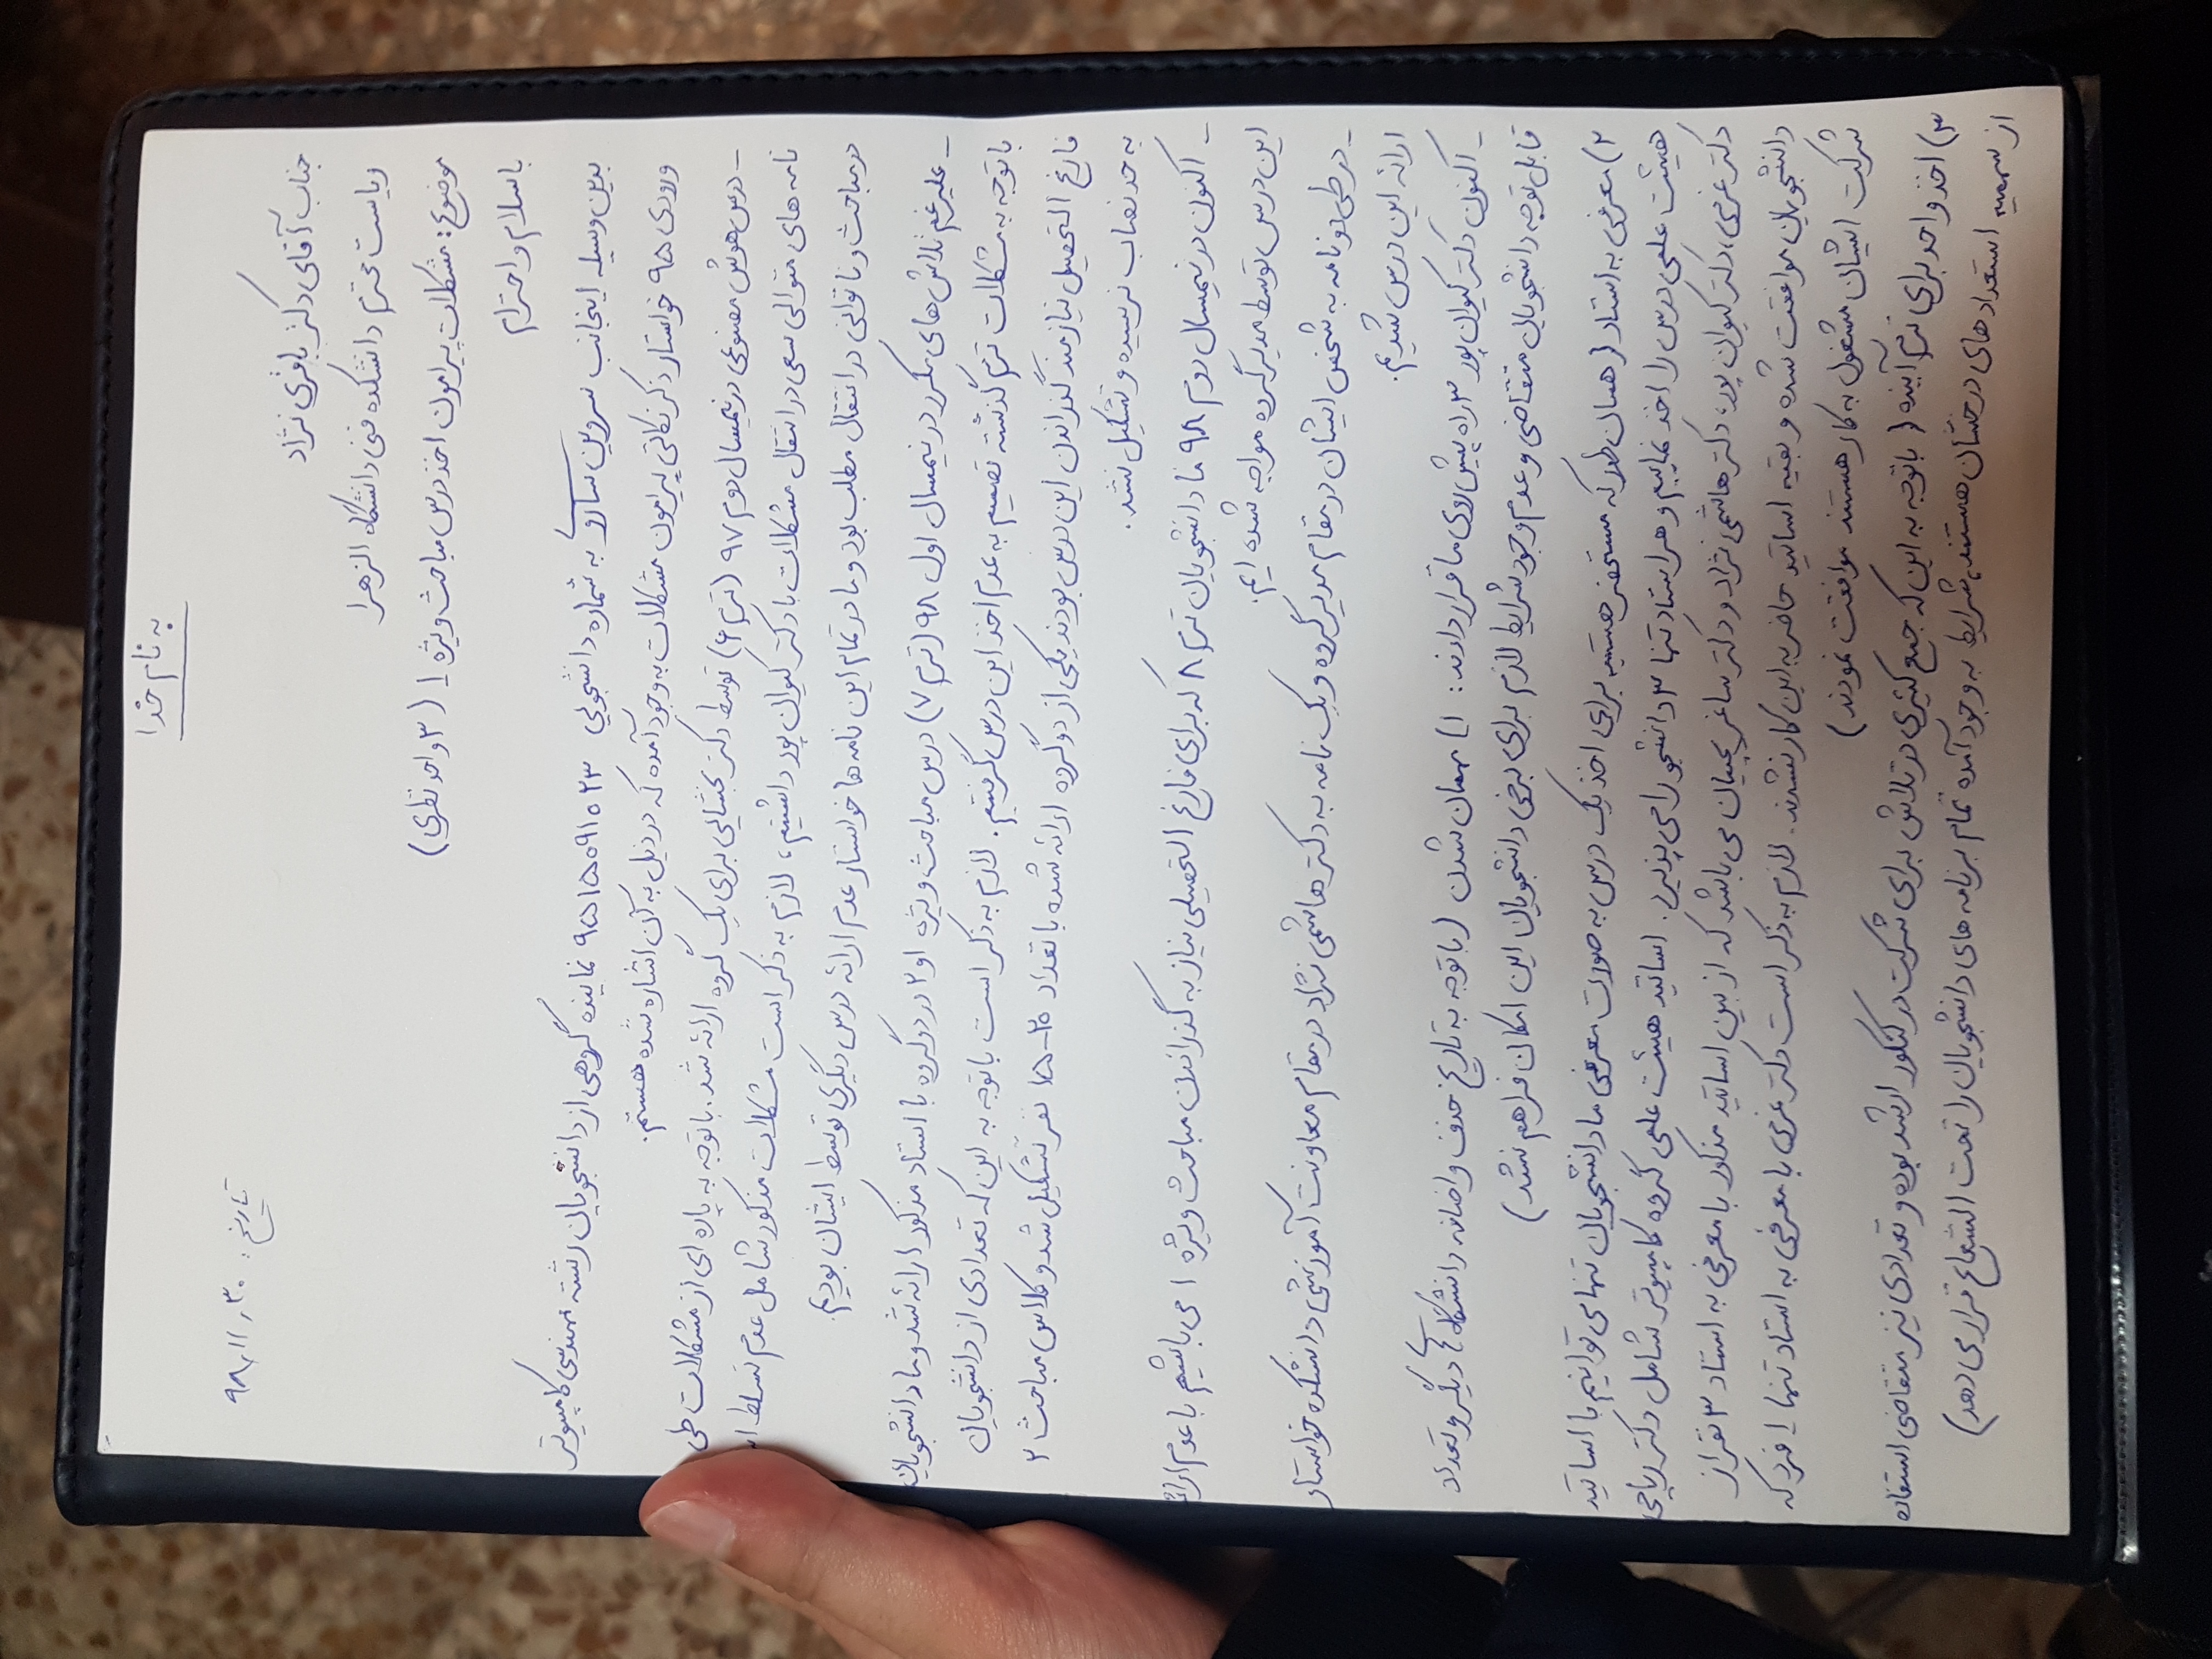 به نام خدا
تاریخ: ۹۸،۱۱،۳۰
جناب آقای دکتر باقری نژاد
ریاست محترم دانشکده فنی دانشگاه الزهرا
موضوع: مشکلات پیرامون اخذ درس مباحث ویژه ۱ (۳ واحد نظری)
با سلام و احترام
بدین وسیله اینجانب سروین ساروی به شماره دانشجویی ۹۵۱۵۰۹۱۰۲۳ نماینده گروهی از دانشجویان رشته مهندسی کامپیوتر
ورودی ۹۵ خواستار ذکر نکاتی پیرامون مشکلات به وجود آمده که در ذیل به آن اشاره شده هستم.
- درس هوش مصنوعی در نیمسال دوم ۹۷ (ترم ۶) توسط دکتر بخشایی برای یک گروه ارائه شد. با توجه به پاره ای از مشکلات طی
نامه های متوالی سعی در انتقال مشکلات با دکتر کیوان پور داشتیم، لازم به ذکر است مشکلات مذکور شامل عدم تسلط
در مباحث و ناتوانی در انتقال مطلب بود و ما در تمام این نامه ها خواستار عدم ارائه درس دیگری توسط ایشان بودیم.
- علیرغم تلاش های مکرر در نیمسال اول ۹۸ (ترم ۷) درس مباحث ویژه ۱و۲ در دو گروه با استاد مذکور ارائه شد و ما دانشجویان
با توجه به مشکلات ترم گذشته تصمیم به عدم اخذ این درس گرفتیم. لازم به ذکر است با توجه به این که تعدادی از دانشجویان
فارغ التحصیل نیازمند گذراندن این درس بودند یکی از دو گروه ارائه شده با تعداد ۲۰-۱۵ نفر تشکیل شد و کلاس مباحث ۲
به حد نصاب نرسیده و تشکیل نشد.
- اکنون در نیمسال دوم ۹۸ ما دانشجویان ترم ۸ که برای فارغ التحصیلی نیاز به گذراندن مباحث ویژه ۱ می باشیم با عدم ارائه
این درس توسط مدیر گروه مواجه شده ایم.
- در طی دو نامه به شخص ایشان در مقام مدیر گروه و یک نامه به دکتر هاشمی نژاد در مقام معاونت آموزشی دانشکده خواستار
ارائه این درس شدیم.
- اکنون دکتر کیوان پور ۳ راه پیش روی ما قرار دادند: ۱) مهمان شدن (با توجه به تاریخ حذف و اضافه دانشگاه های دیگر و تعداد
قابل توجه دانشجویان متقاضی و عدم وجود شرایط لازم برای برخی دانشجویان این امکان فراهم نشد)
۲) معرفی به استاد (همان طور که مستحضر هستید برای اخذ یک درس به صورت معرفی ما دانشجویان تنها می توانیم با اساتید
هیئت علمی درس را اخذ نماییم و هر استاد تنها ۳ دانشجو را می پذیرد. اساتید هیئت علمی گروه کامپیوتر شامل دکتر ریاحی
دکتر غرمی، دکتر کیوان پور، دکتر هاشمی نژاد و دکتر ساغر یحییان می باشد که از بین اساتید مذکور با معرفی به استاد ۳ نفر از
دانشجویان موافقت شده و بقیه اساتید حاضر به این کار نشدند. لازم به ذکر است دکتر غرمی با معرفی به استاد تنها ۱ فرد که
شرکت ایشان مشغول به کار هستند موافقت نمودند)
۳) اخذ واحد برای ترم آینده (با توجه به این که جمع کثیری در تلاش برای شرکت در کنکور ارشد بوده و تعدادی نیز متقاضی استفاده
از سهمیه استعدادهای درخشان هستند، شرایط به وجود آمده تمام برنامه های دانشجویان را تحت الشعاع قرار می دهد)